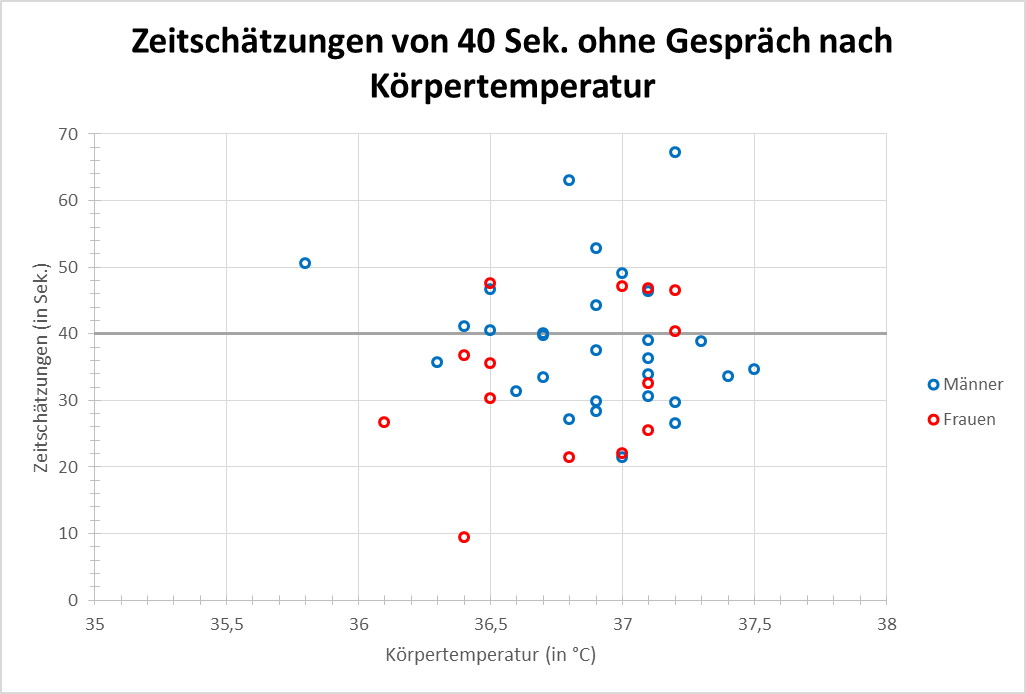 Zeitschätzungen von 40 Sek. ohne Gespräch nach
Körpertemperatur
Zeitschätzungen (in Sek.)
70
60
50
40
30
20
10
0
35
35,5
36
36,5
37
37,5
38
Körpertemperatur (in °C)
Männer
Frauen